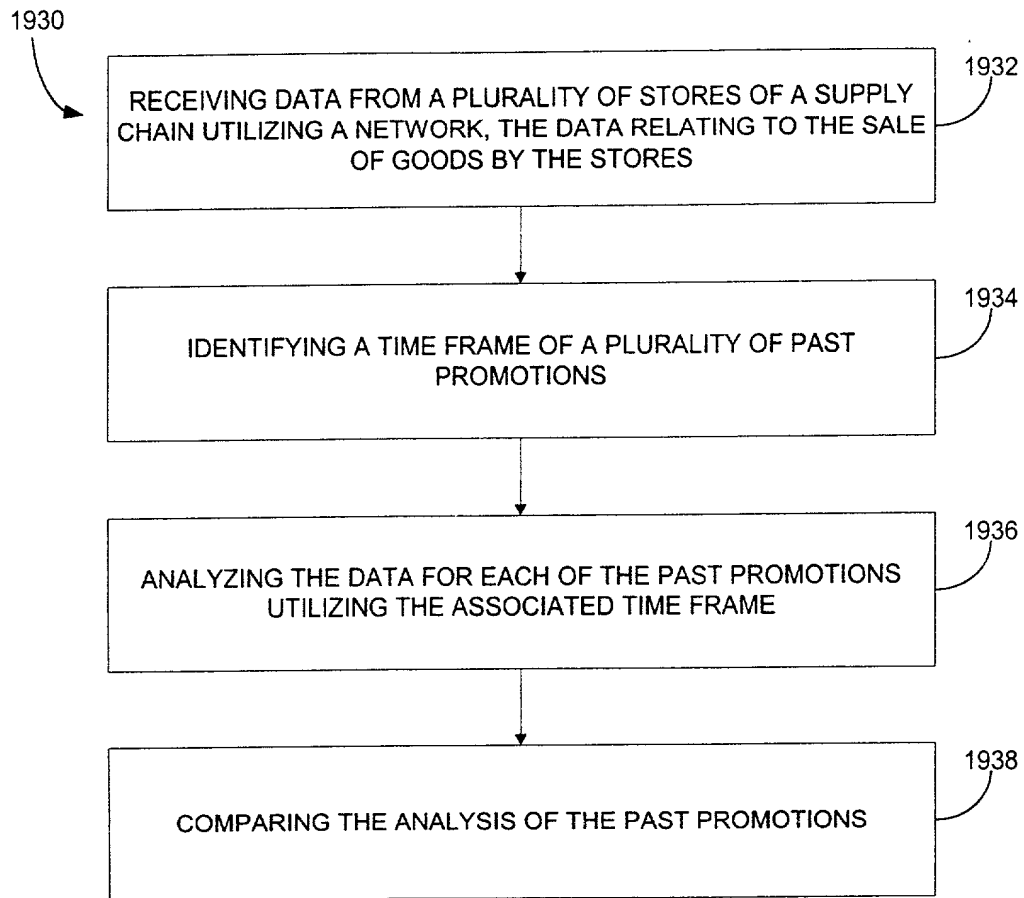 1930
1932
RECEIVING DATA FROM A PLURALITY OF STORES OF A SUPPLY
CHAIN UTILIZING A NETWORK, THE DATA RELATING TO THE SALE
OF GOODS BY THE STORES
1934
IDENTIFYING A TIME FRAME OF A PLURALITY OF PAST
PROMOTIONS
1936
ANALYZING THE DATA FOR EACH OF THE PAST PROMOTIONS
UTILIZING THE ASSOCIATED TIME FRAME
1938
COMPARING THE ANALYSIS OF THE PAST PROMOTIONS